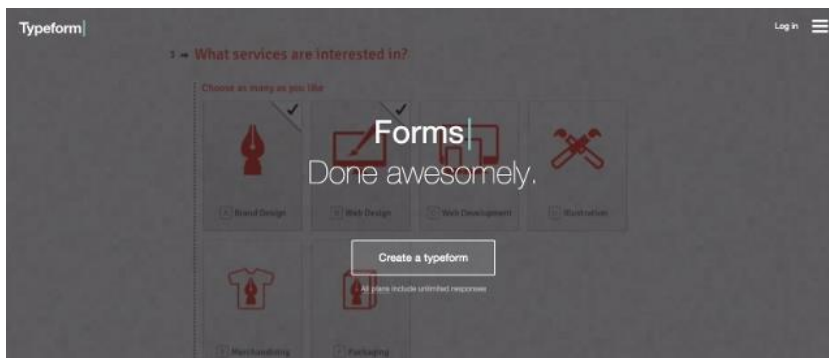 Typeform
Log in
3 → What services are interested in?
Choose as many as you like
Forms
Done awesomely.
A Brand Design
B Web Design
Web Development
Illustration
Create a typeform
All plans include unlimited responses
Merchandising
Packaging